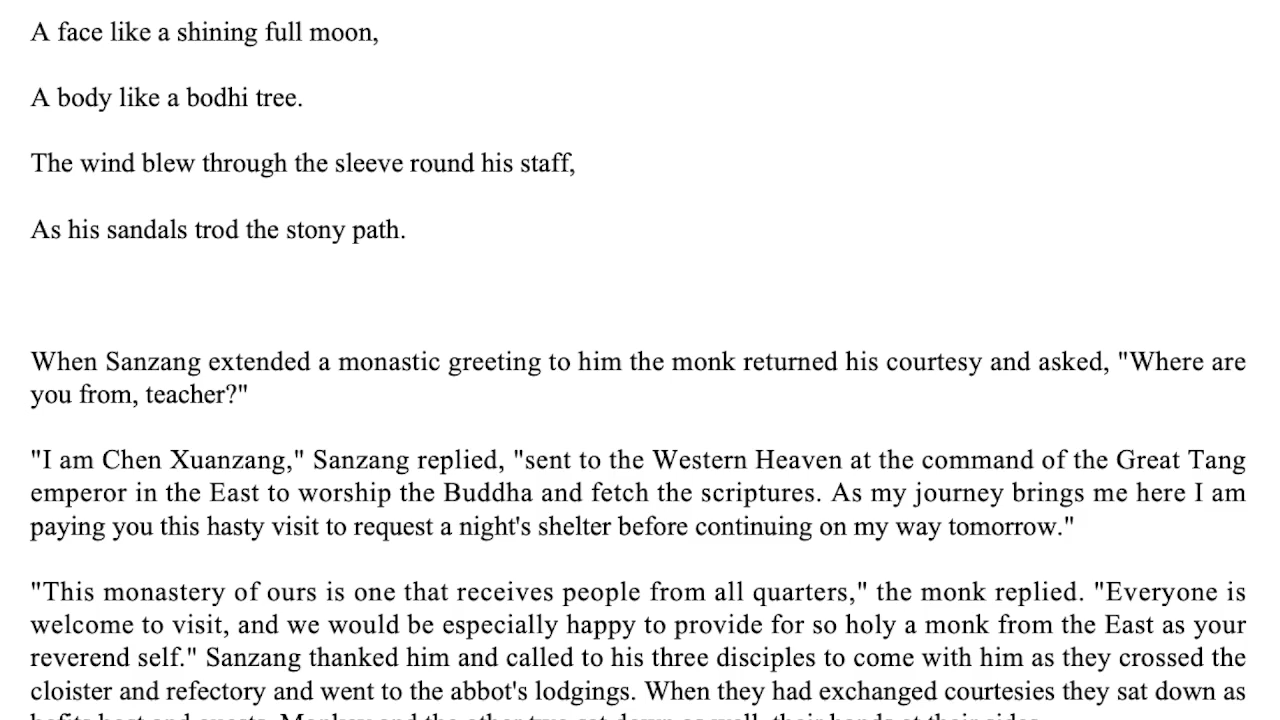 A face like a shining full moon,
A body like a bodhi tree.
The wind blew through the sleeve round his staff,
As his sandals trod the stony path.
When Sanzang extended a monastic greeting to him the monk returned his courtesy and asked, "Where are
you from, teacher?"
"I am Chen Xuanzang," Sanzang replied, "sent to the Western Heaven at the command of the Great Tang
emperor in the East to worship the Buddha and fetch the scriptures. As my journey brings me here I am
paying you this hasty visit to request a night's shelter before continuing on my way tomorrow."
"This monastery of ours is one that receives people from all quarters," the monk replied. "Everyone is
welcome to visit, and we would be especially happy to provide for so holy a monk from the East as your
reverend self." Sanzang thanked him and called to his three disciples to come with him as they crossed the
cloister and refectory and went to the abbot's lodgings. When they had exchanged courtesies they sat down as